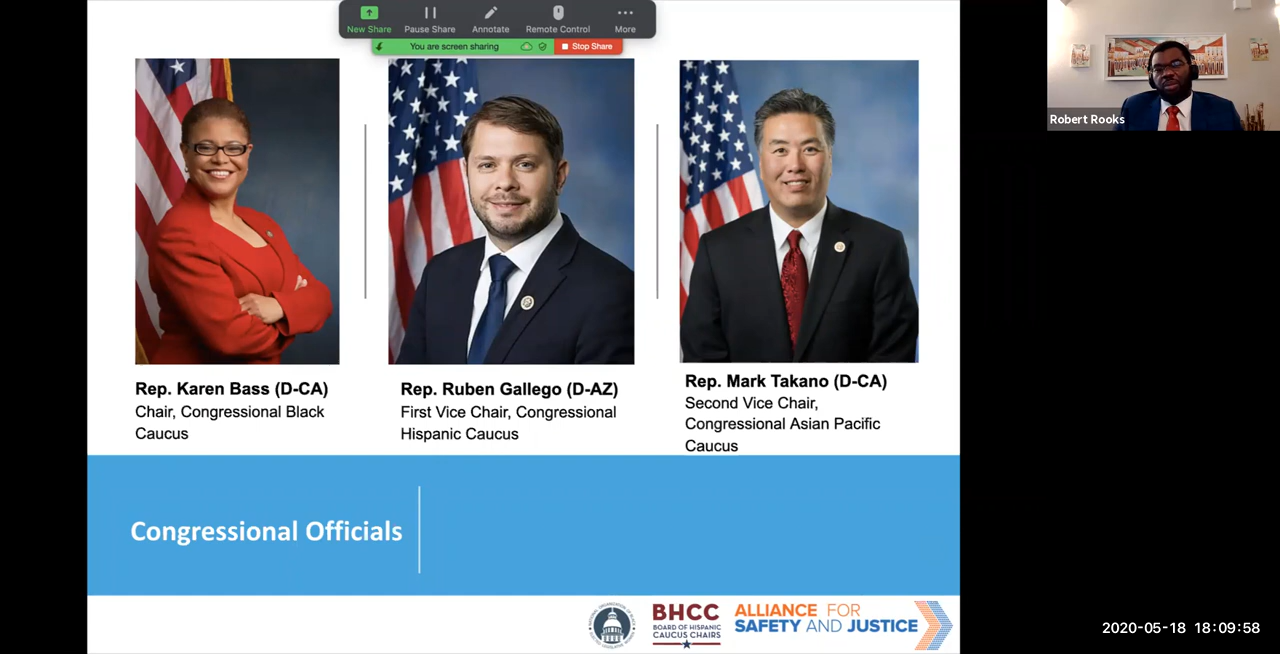 New Share
Pause Share
Annotate
Remote Control
More
You are screen sharing
Stop Share
Robert Rooks
Rep. Karen Bass (D-CA)
Chair, Congressional Black
Caucus
Rep. Ruben Gallego (D-AZ)
First Vice Chair, Congressional
Hispanic Caucus
Rep. Mark Takano (D-CA)
Second Vice Chair,
Congressional Asian Pacific
Caucus
Congressional Officials
BHCC
BOARD OF HISPANIC
CAUCUS CHAIRS
ALLIANCE FOR
SAFETY AND JUSTICE
2020-05-18 18:09:58